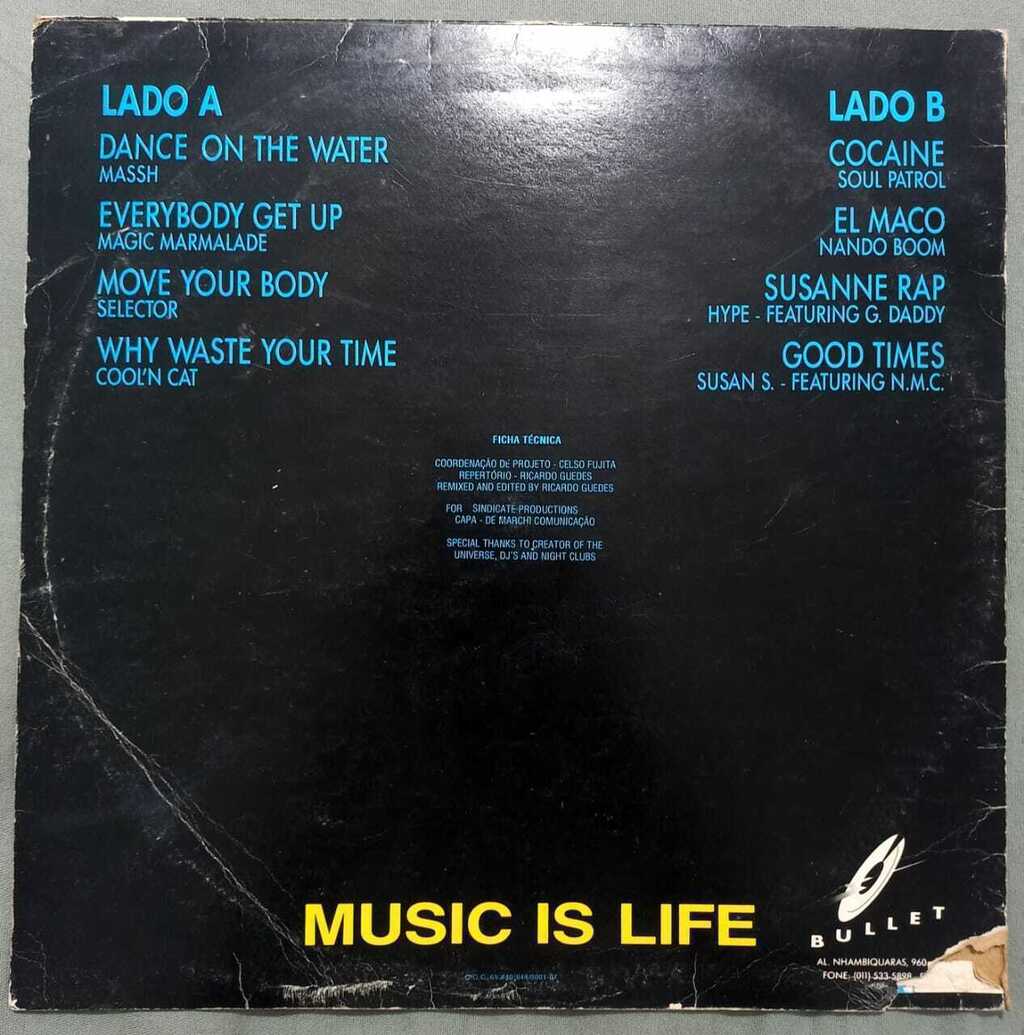 LADO A
DANCE ON THE WATER
MASSH
EVERYBODY GET UP
MAGIC MARMALADE
MOVE YOUR BODY
SELECTOR
WHY WASTE YOUR TIME
COOL'N CAT
LADO B
COCAINE
SOUL PATROL
EL MACO
NANDO BOOM
SUSANNE RAP
HYPE - FEATURING G. DADDY
GOOD TIMES
SUSAN S. - FEATURING N.M.C.
FICHA TÉCNICA
COORDENAÇÃO DE PROJETO - CELSO FUJITA
REPERTÓRIO - RICARDO GUEDES
REMIXED AND EDITED BY RICARDO GUEDES
FOR SINDICATE PRODUCTIONS
CAPA - DE MARCHI COMUNICAÇÃO
SPECIAL THANKS TO CREATOR OF THE
UNIVERSE, DJ'S AND NIGHT CLUBS
MUSIC IS LIFE
BULLET
AL. NHAMBIQUARAS, 960
FONE: (011) 533-5898